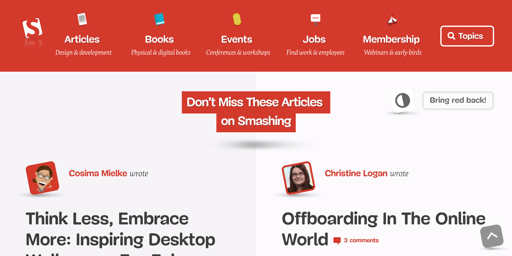 Articles
Design & development
Books
Physical & digital books
Events
Conferences & workshops
Jobs
Find work & employees
Membership
Webinars & early-birds
Topics
Don't Miss These Articles
on Smashing
Bring red back!
Cosima Mielke wrote
Think Less, Embrace
More: Inspiring Desktop
Christine Logan wrote
Offboarding In The Online
World 3 comments